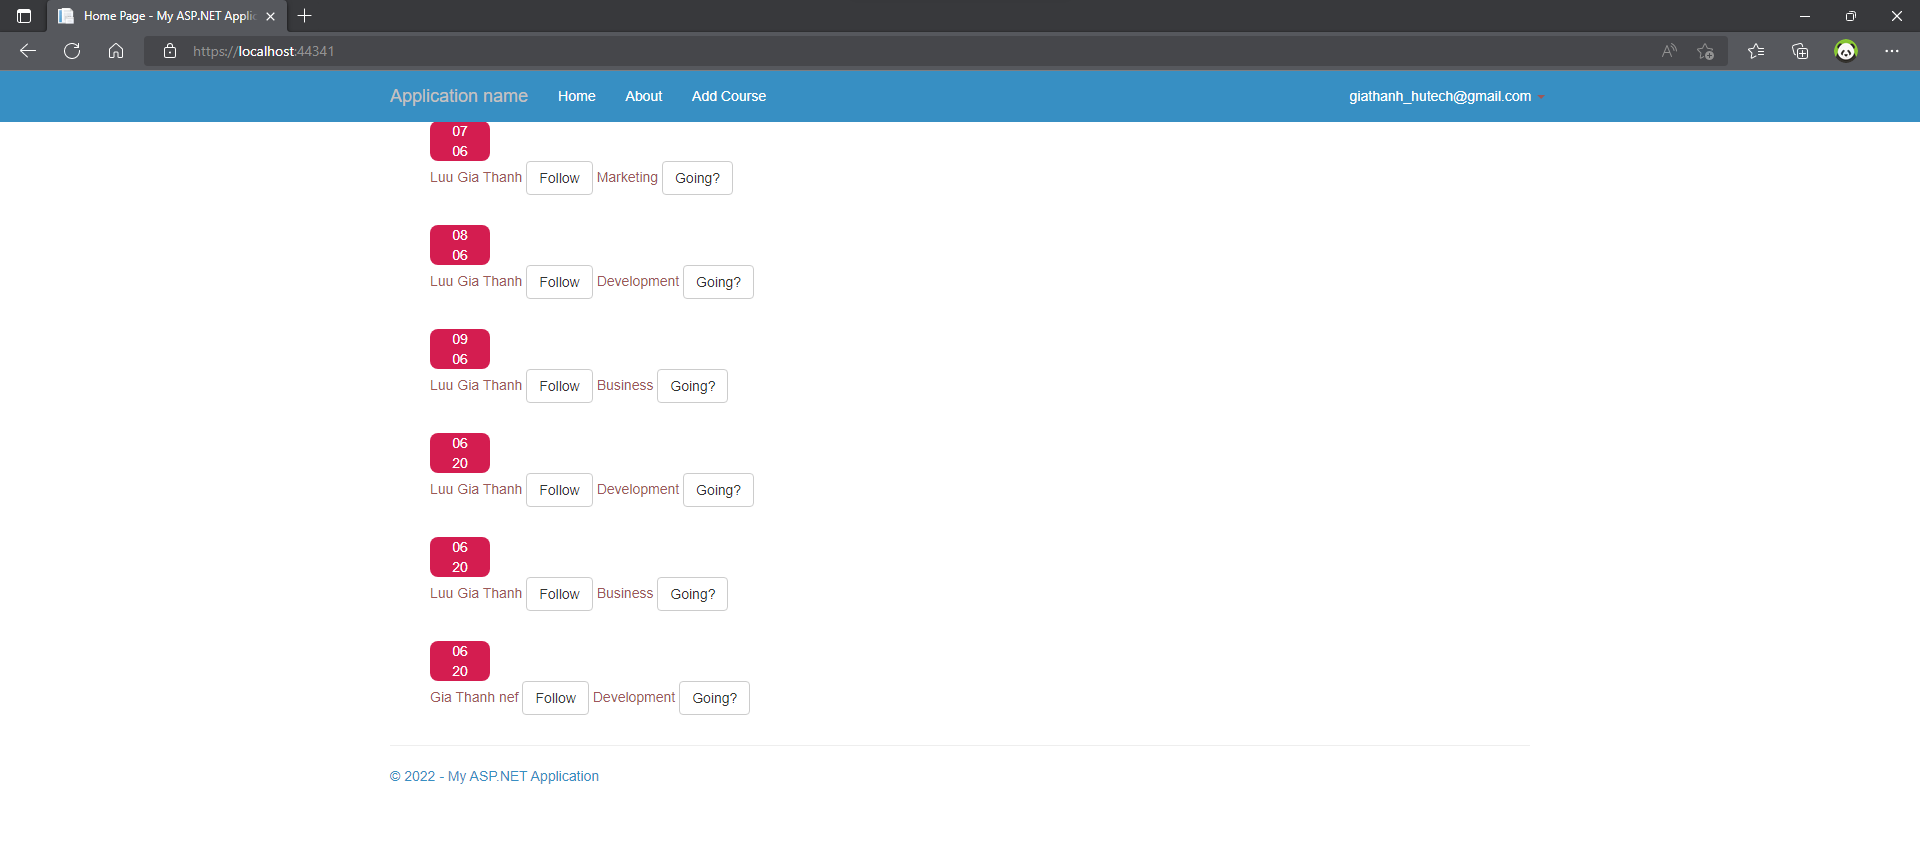 Home Page - My ASP.NET Applic
https://localhost:44341
Application name Home About Add Course giathanh_hutech@gmail.com
07
06
Luu Gia Thanh Follow Marketing Going?
08
06
Luu Gia Thanh Follow Development Going?
09
06
Luu Gia Thanh Follow Business Going?
06
20
Luu Gia Thanh Follow Development Going?
06
20
Luu Gia Thanh Follow Business Going?
06
20
Gia Thanh nef Follow Development Going?
© 2022 - My ASP.NET Application